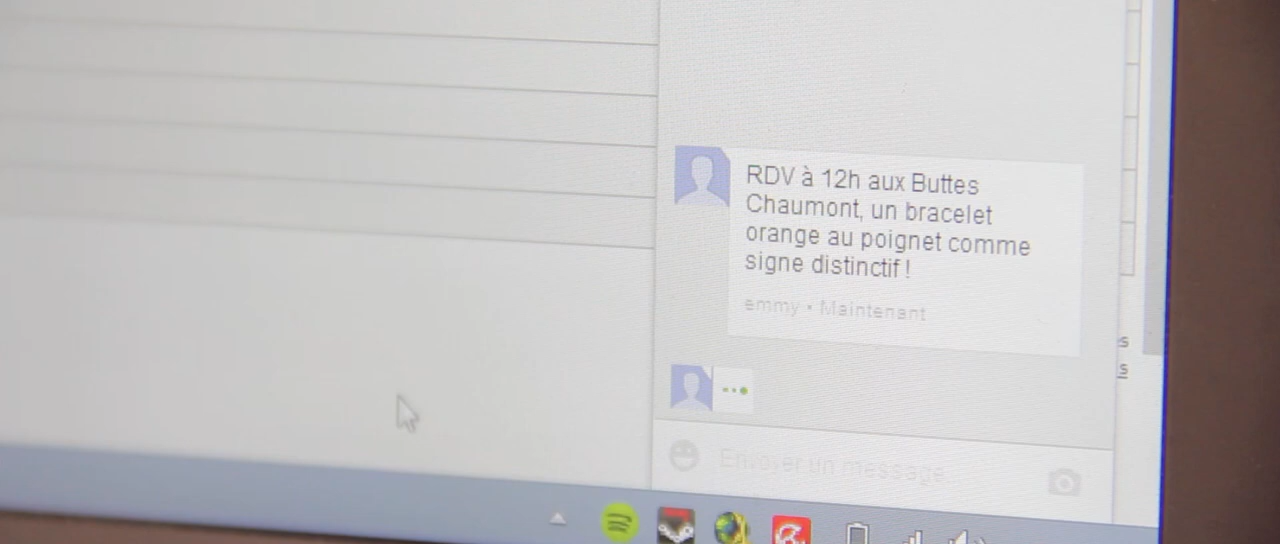 RDV à 12h aux Buttes
Chaumont, un bracelet
orange au poignet comme
signe distinctif !
emmy • Maintenant
s
s
Envoyer un message